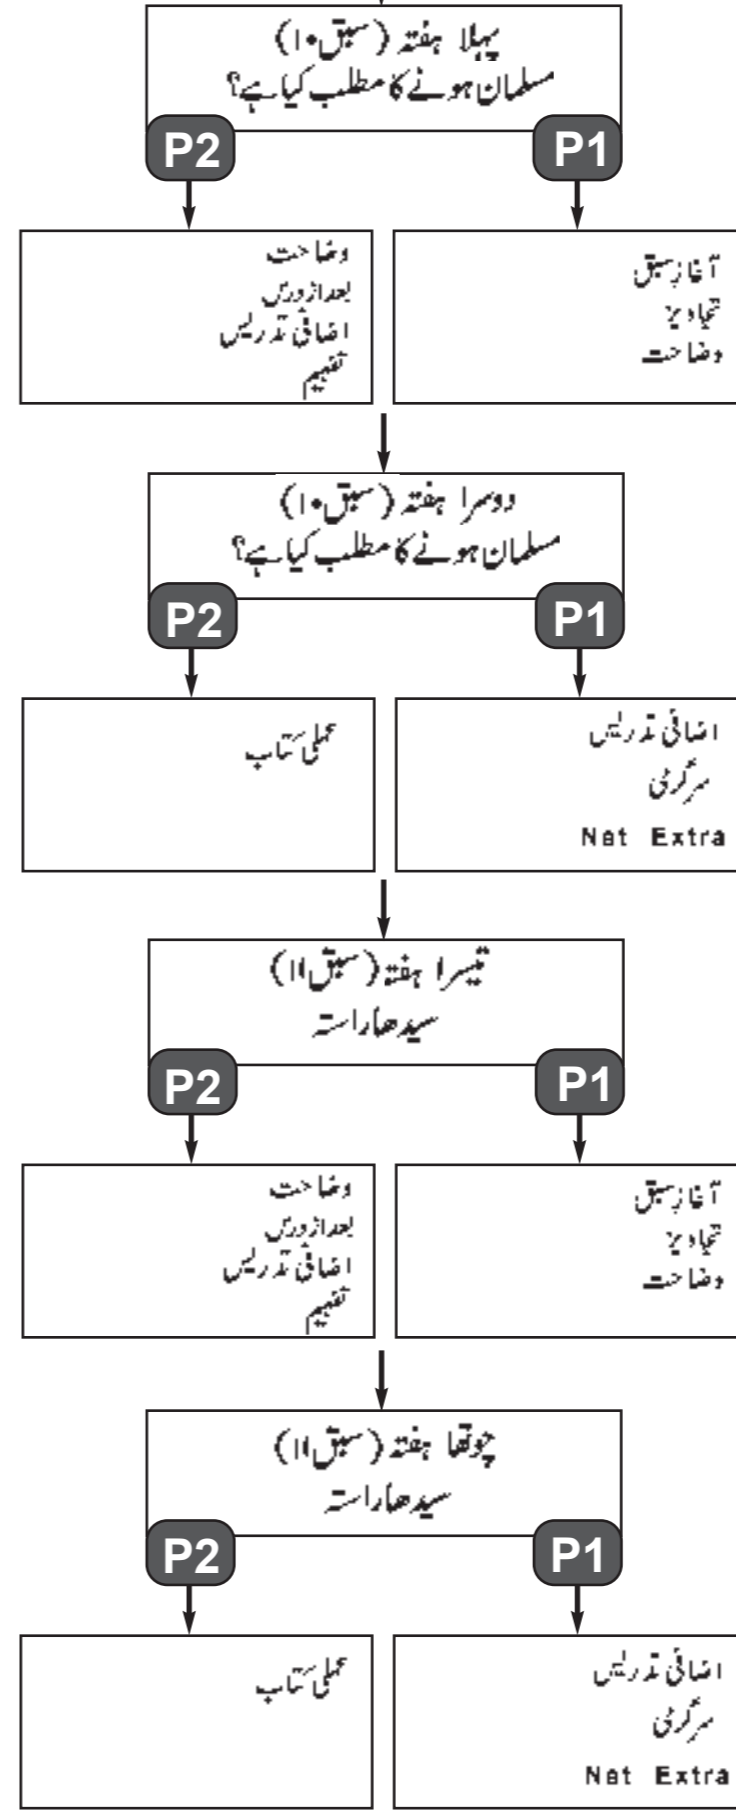 پہلا ہفتہ (سبق ۱۰)
مسلمان ہونے کا مطلب کیا ہے؟
P1
P2
آغازِ سبق
تجاویز
وضاحت
وضاحت
بعد از درس
اضافی تدریس
تفہیم
دوسرا ہفتہ (سبق ۱۰)
مسلمان ہونے کا مطلب کیا ہے؟
P1
P2
اضافی تدریس
سرگرمی
Net Extra
عملی کتاب
تیسرا ہفتہ (سبق ۱۱)
سیدھا راستہ
P1
P2
آغازِ سبق
تجاویز
وضاحت
وضاحت
بعد از درس
اضافی تدریس
تفہیم
چوتھا ہفتہ (سبق ۱۱)
سیدھا راستہ
P1
P2
اضافی تدریس
سرگرمی
Net Extra
عملی کتاب